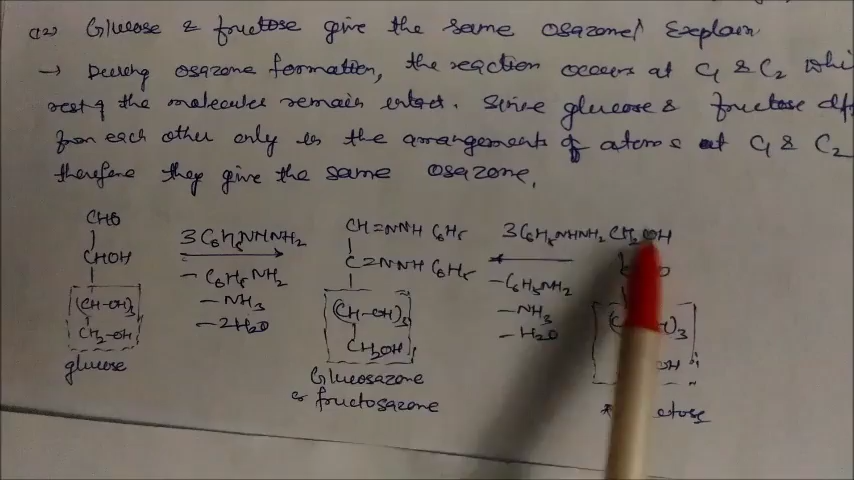 (12) Glucose & fructose give the same osazone! Explain
→ During osazone formation, the reaction occurs at C1 & C2
rest of the molecules remain intact. Since glucose & fructose
from each other only in the arrangements of atoms at C1 & C2
therefore they give the same osazone.
CHO
CHOH
(CH-OH)3
CH2-OH
glucose
3C6H5NHNH2
- C6H5NH2
- NH3
- 2H2O
CH=NNH C6H5
C=NNH C6H5
(CH-OH)3
CH2OH
Glucosazone
or fructosazone
3C6H5NHNH2
- C6H5NH2
- NH3
- H2O
CH2OH